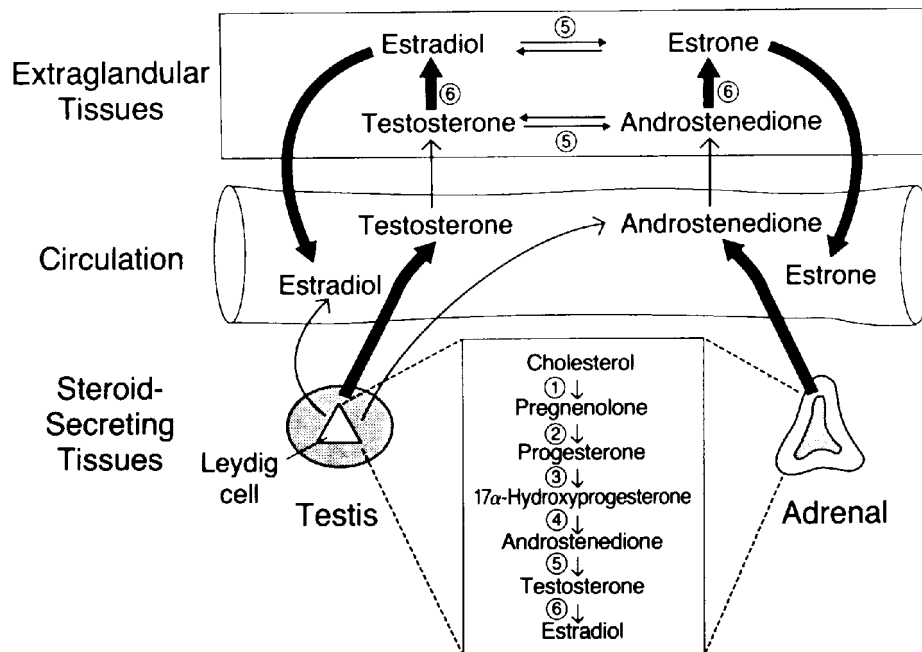 Extraglandular
Tissues
Estradiol ⑤ Estrone
⑥ ⑥
Testosterone ⑤ Androstenedione
Circulation
Testosterone Androstenedione
Estradiol Estrone
Steroid-
Secreting
Tissues
Leydig
cell
Testis
Cholesterol
① ↓
Pregnenolone
② ↓
Progesterone
③ ↓
17α-Hydroxyprogesterone
④ ↓
Androstenedione
⑤ ↓
Testosterone
⑥ ↓
Estradiol
Adrenal